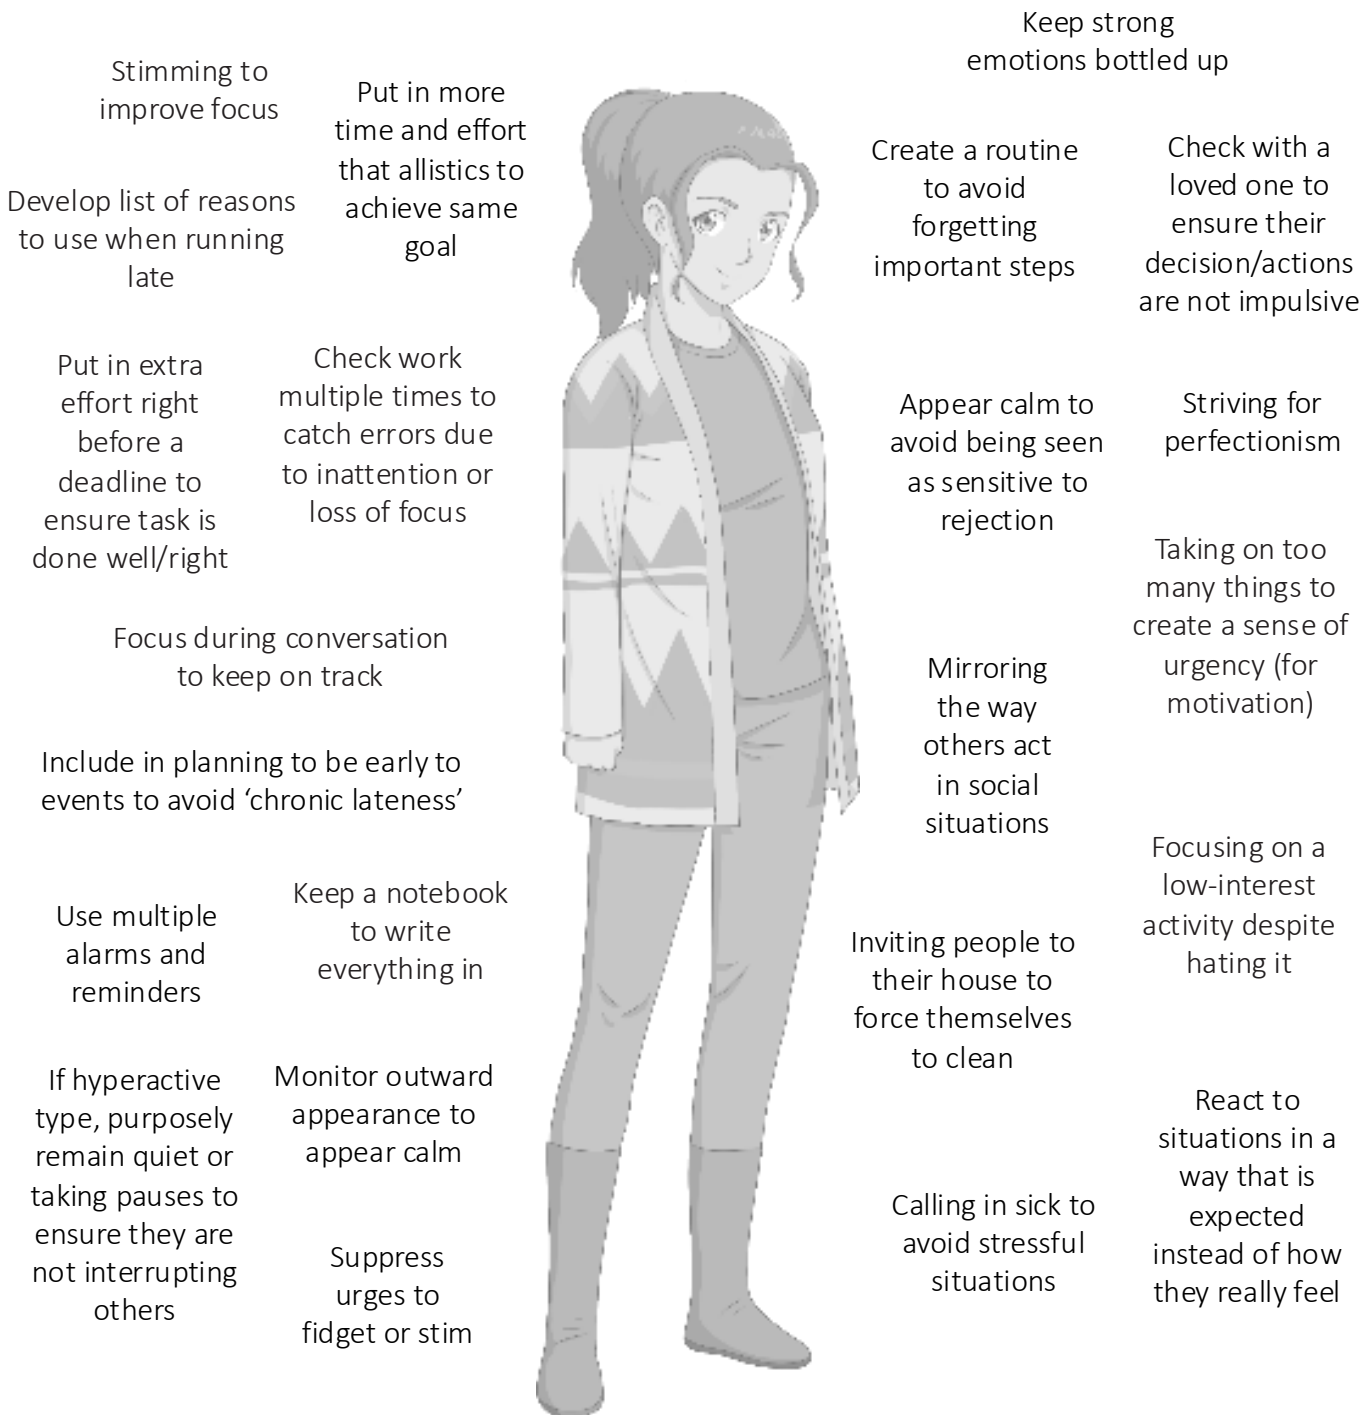 Keep strong
emotions bottled up
Stimming to
improve focus
Put in more
time and effort
that allistics to
achieve same
goal
Create a routine
to avoid
forgetting
important steps
Check with a
loved one to
ensure their
decision/actions
are not impulsive
Develop list of reasons
to use when running
late
Put in extra
effort right
before a
deadline to
ensure task is
done well/right
Check work
multiple times to
catch errors due
to inattention or
loss of focus
Appear calm to
avoid being seen
as sensitive to
rejection
Striving for
perfectionism
Taking on too
many things to
create a sense of
urgency (for
motivation)
Focus during conversation
to keep on track
Mirroring
the way
others act
in social
situations
Include in planning to be early to
events to avoid ‘chronic lateness’
Focusing on a
low-interest
activity despite
hating it
Use multiple
alarms and
reminders
Keep a notebook
to write
everything in
Inviting people to
their house to
force themselves
to clean
If hyperactive
type, purposely
remain quiet or
taking pauses to
ensure they are
not interrupting
others
Monitor outward
appearance to
appear calm
React to
situations in a
way that is
expected
instead of how
they really feel
Calling in sick to
avoid stressful
situations
Suppress
urges to
fidget or stim